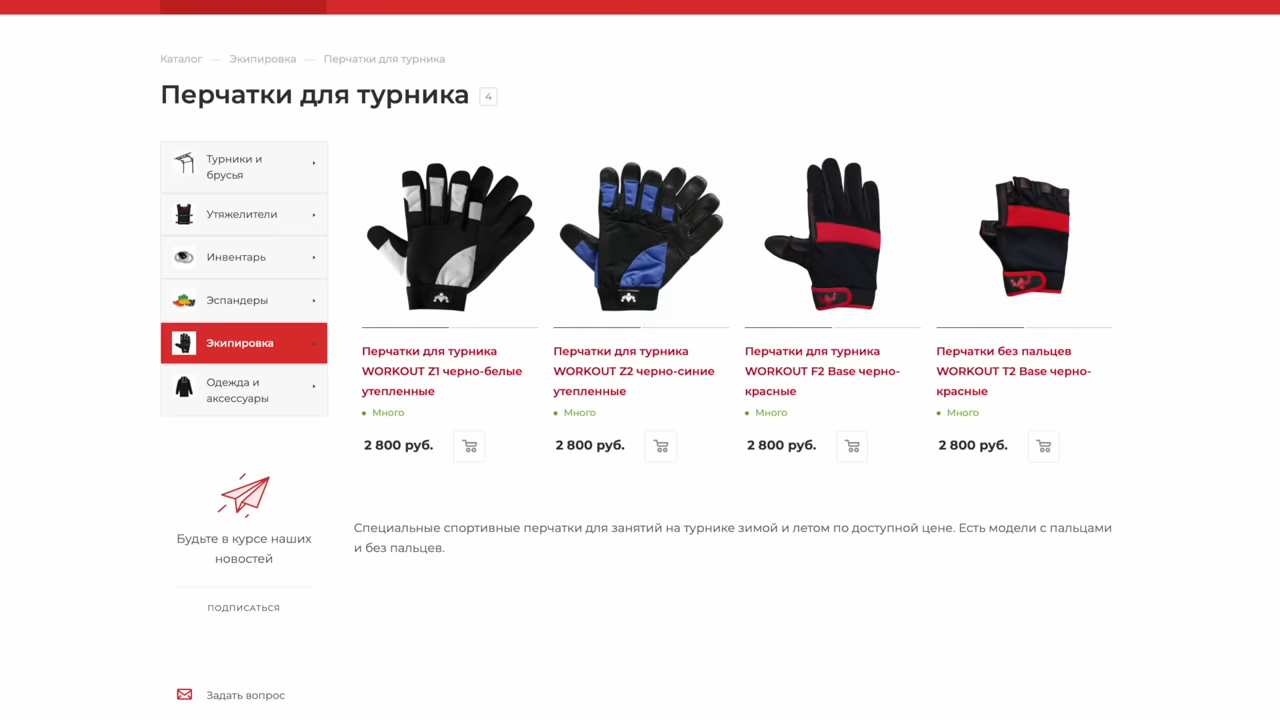 Каталог — Экипировка — Перчатки для турника
Перчатки для турника 4
Турники и
брусья
Утяжелители
Инвентарь
Эспандеры
Экипировка
Одежда и
аксессуары
Перчатки для турника
WORKOUT Z1 черно-белые
утепленные
Много
2 800 руб.
Перчатки для турника
WORKOUT Z2 черно-синие
утепленные
Много
2 800 руб.
Перчатки для турника
WORKOUT F2 Base черно-
красные
Много
2 800 руб.
Перчатки без пальцев
WORKOUT T2 Base черно-
красные
Много
2 800 руб.
Специальные спортивные перчатки для занятий на турнике зимой и летом по доступной цене. Есть модели с пальцами
и без пальцев.
Будьте в курсе наших
новостей
ПОДПИСАТЬСЯ
Задать вопрос